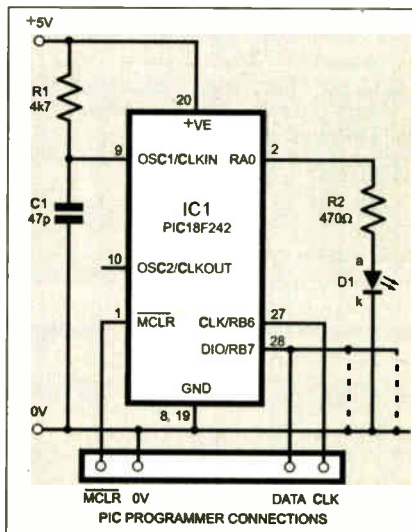 +5V
R1
4k7
20
+VE
9
OSC1/CLKIN
RA0
2
IC1
PIC18F242
R2
470Ω
C1
47p
10
OSC2/CLKOUT
a
D1
k
1
MCLR
CLK/RB6
27
DIO/RB7
28
GND
8, 19
0V
MCLR 0V DATA CLK
PIC PROGRAMMER CONNECTIONS